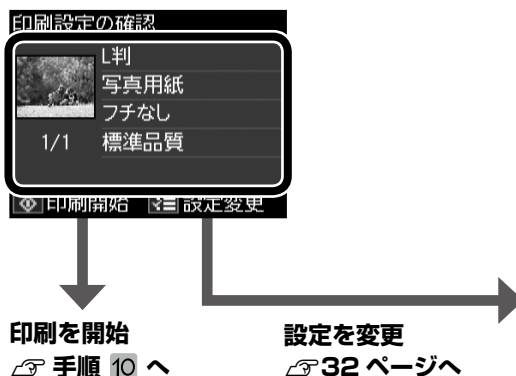 印刷設定の確認
L判
写真用紙
フチなし
1/1 標準品質
印刷開始 設定変更
印刷を開始
手順 10 へ
設定を変更
32 ページへ